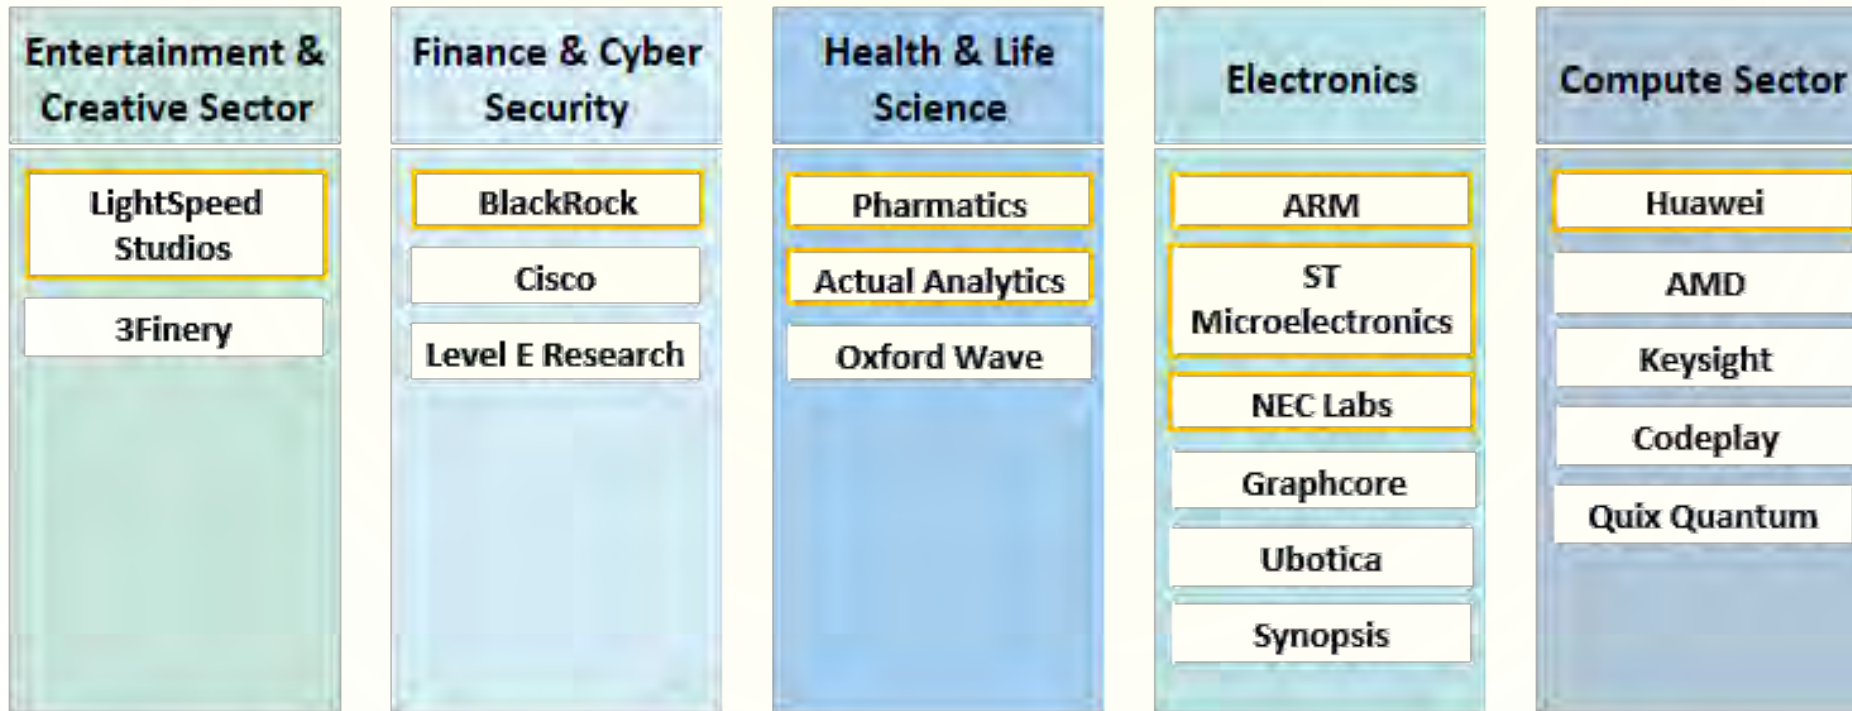 Entertainment &
Creative Sector
LightSpeed
Studios
3Finery
Finance & Cyber
Security
BlackRock
Cisco
Level E Research
Health & Life
Science
Pharmatics
Actual Analytics
Oxford Wave
Electronics
ARM
ST
Microelectronics
NEC Labs
Graphcore
Ubotica
Synopsis
Compute Sector
Huawei
AMD
Keysight
Codeplay
Quix Quantum